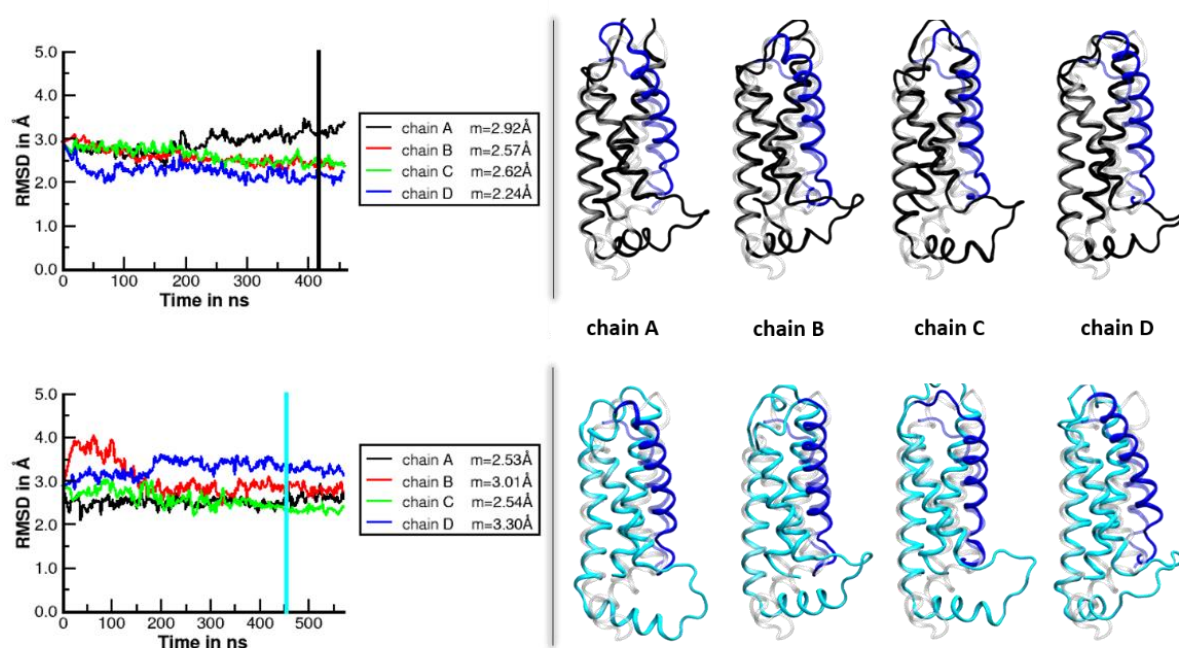 RMSD in Å
5.0
4.0
3.0
2.0
1.0
0.0
0 100 200 300 400
Time in ns
chain A m=2.92Å
chain B m=2.57Å
chain C m=2.62Å
chain D m=2.24Å
chain A chain B chain C chain D
RMSD in Å
5.0
4.0
3.0
2.0
1.0
0.0
0 100 200 300 400 500
Time in ns
chain A m=2.53Å
chain B m=3.01Å
chain C m=2.54Å
chain D m=3.30Å